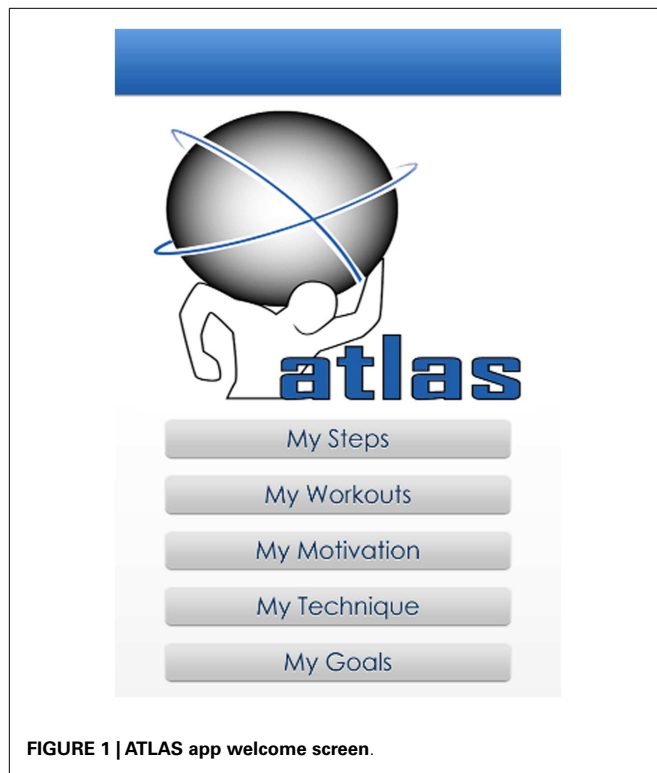 atlas
My Steps
My Workouts
My Motivation
My Technique
My Goals
FIGURE 1 | ATLAS app welcome screen.